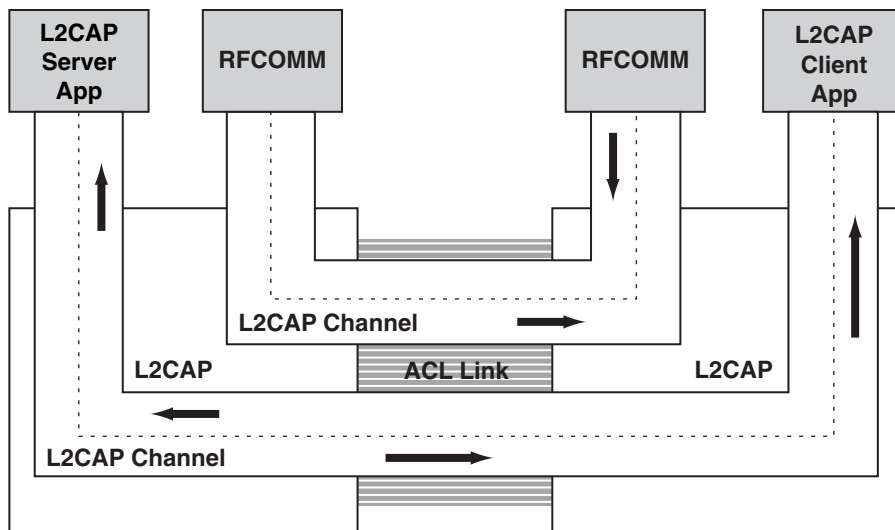 L2CAP
Server
App
RFCOMM
RFCOMM
L2CAP
Client
App
L2CAP Channel
L2CAP
ACL Link
L2CAP
L2CAP Channel